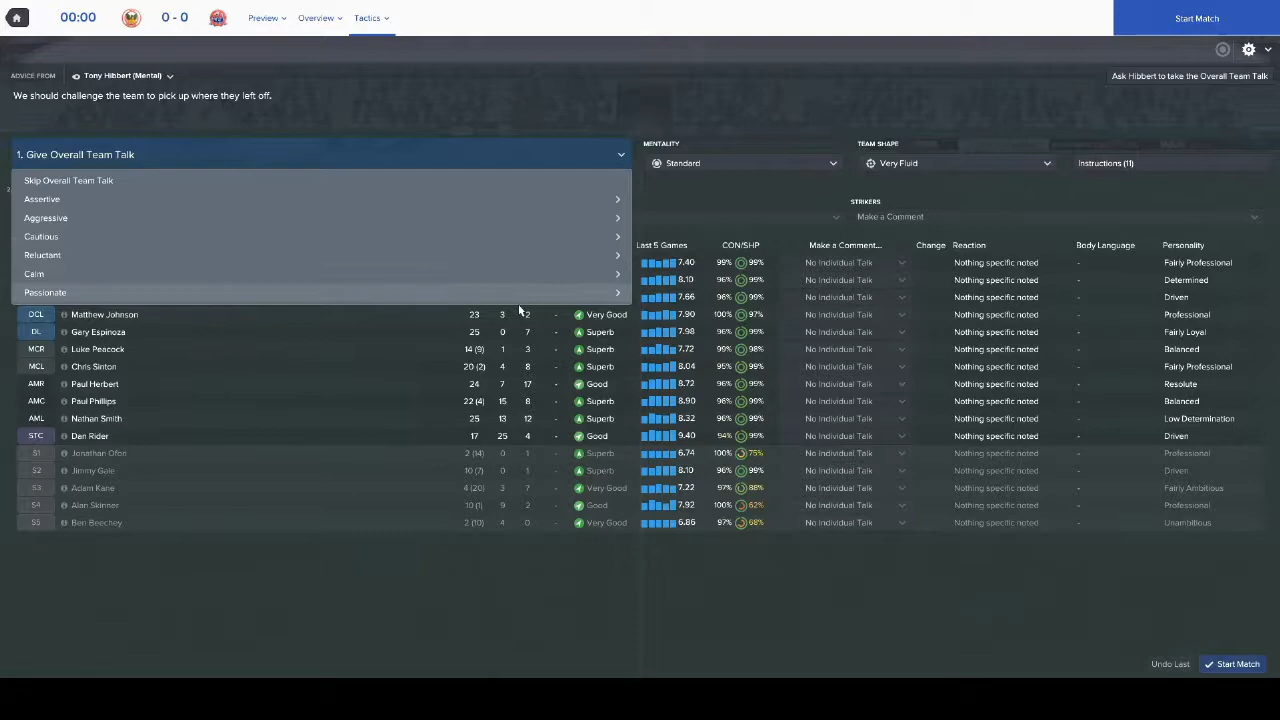 00:00 0 - 0 Preview Overview Tactics Start Match
ADVICE FROM Tony Hibbert (Mental) Ask Hibbert to take the Overall Team Talk
We should challenge the team to pick up where they left off.
MENTALITY TEAM SHAPE
1. Give Overall Team Talk Standard Very Fluid Instructions (11)
Skip Overall Team Talk
Assertive STRIKERS
Aggressive Make a Comment
Cautious
Last 5 Games CON/SHP Make a Comment... Change Reaction Body Language Personality
Reluctant
7.40 99% 99% No Individual Talk Nothing specific noted - Fairly Professional
Calm 8.10 96% 99% No Individual Talk Nothing specific noted - Determined
Passionate 7.66 96% 99% No Individual Talk Nothing specific noted - Driven
DCL Matthew Johnson 23 3 2 - Very Good 7.90 100% 97% No Individual Talk Nothing specific noted - Professional
DL Gary Espinoza 25 0 7 - Superb 7.98 96% 99% No Individual Talk Nothing specific noted - Fairly Loyal
MCR Luke Peacock 14 (9) 1 3 - Superb 7.72 99% 98% No Individual Talk Nothing specific noted - Balanced
MCL Chris Sinton 20 (2) 4 8 - Superb 8.04 95% 99% No Individual Talk Nothing specific noted - Fairly Professional
AMR Paul Herbert 24 7 17 - Good 8.72 96% 99% No Individual Talk Nothing specific noted - Resolute
AMC Paul Phillips 22 (4) 15 8 - Superb 8.90 96% 99% No Individual Talk Nothing specific noted - Balanced
AML Nathan Smith 25 13 12 - Superb 8.32 96% 99% No Individual Talk Nothing specific noted - Low Determination
STC Dan Rider 17 25 4 - Good 9.40 94% 99% No Individual Talk Nothing specific noted - Driven
S1 Jonathan Ofori 2 (14) 0 1 - Superb 6.74 100% 75% No Individual Talk Nothing specific noted - Professional
S2 Jimmy Gale 10 (7) 0 1 - Superb 8.10 96% 99% No Individual Talk Nothing specific noted - Driven
S3 Adam Kane 4 (20) 3 7 - Very Good 7.22 97% 88% No Individual Talk Nothing specific noted - Fairly Ambitious
S4 Alan Skinner 10 (1) 9 2 - Good 7.92 100% 62% No Individual Talk Nothing specific noted - Professional
S5 Ben Beechey 2 (10) 4 0 - Very Good 6.86 97% 68% No Individual Talk Nothing specific noted - Unambitious
Undo Last Start Match